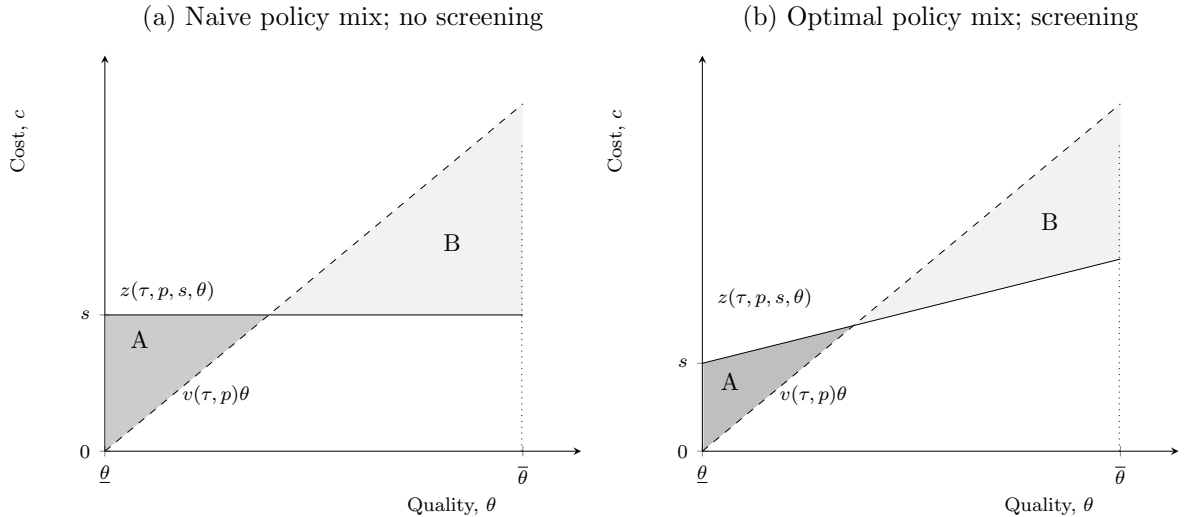 (a) Naive policy mix; no screening
Cost, c
z(τ, p, s, θ)
B
s
A
v(τ, p)θ
0
θ
θ̅
Quality, θ
(b) Optimal policy mix; screening
Cost, c
B
z(τ, p, s, θ)
s
A
v(τ, p)θ
0
θ
θ̅
Quality, θ